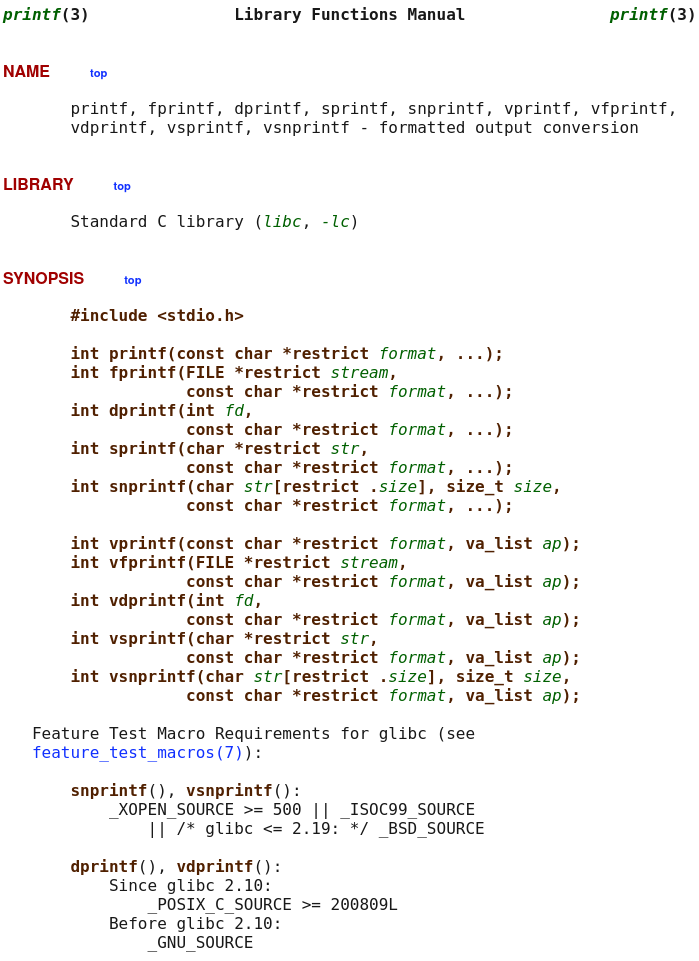 printf(3) Library Functions Manual printf(3)
NAME top
printf, fprintf, dprintf, sprintf, snprintf, vprintf, vfprintf,
vdprintf, vsprintf, vsnprintf - formatted output conversion
LIBRARY top
Standard C library (libc, -lc)
SYNOPSIS top
#include <stdio.h>
int printf(const char *restrict format, ...);
int fprintf(FILE *restrict stream,
const char *restrict format, ...);
int dprintf(int fd,
const char *restrict format, ...);
int sprintf(char *restrict str,
const char *restrict format, ...);
int snprintf(char str[restrict .size], size_t size,
const char *restrict format, ...);
int vprintf(const char *restrict format, va_list ap);
int vfprintf(FILE *restrict stream,
const char *restrict format, va_list ap);
int vdprintf(int fd,
const char *restrict format, va_list ap);
int vsprintf(char *restrict str,
const char *restrict format, va_list ap);
int vsnprintf(char str[restrict .size], size_t size,
const char *restrict format, va_list ap);
Feature Test Macro Requirements for glibc (see
feature_test_macros(7)):
snprintf(), vsnprintf():
_XOPEN_SOURCE >= 500 || _ISOC99_SOURCE
|| /* glibc <= 2.19: */ _BSD_SOURCE
dprintf(), vdprintf():
Since glibc 2.10:
_POSIX_C_SOURCE >= 200809L
Before glibc 2.10:
_GNU_SOURCE